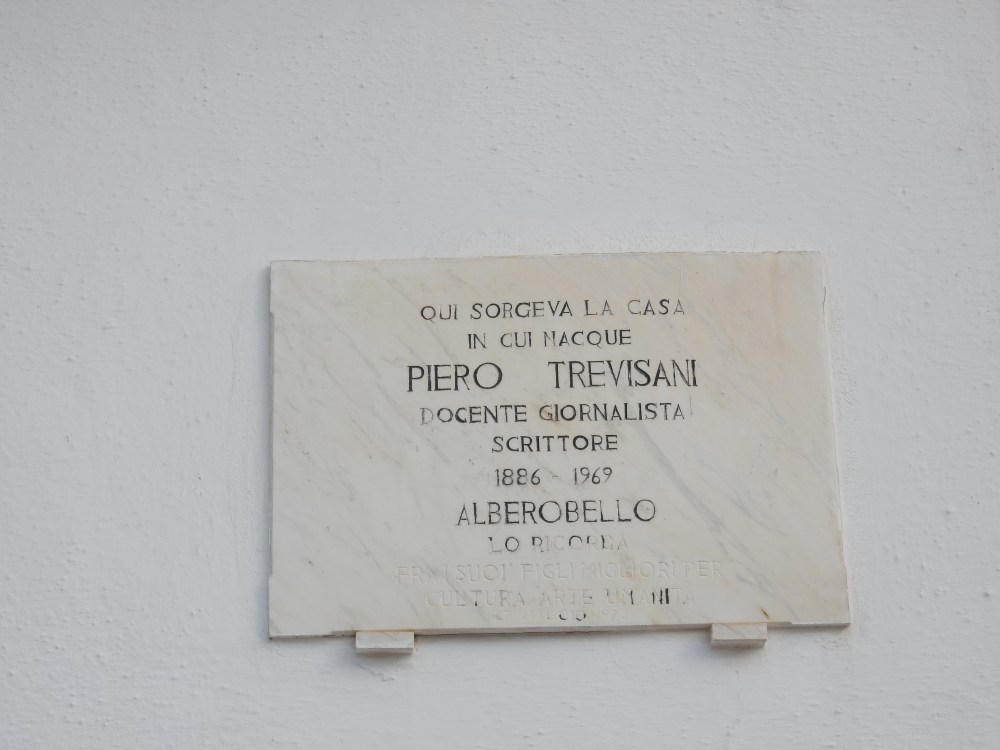 QUI SORGEVA LA CASA
IN CUI NACQUE
PIERO TREVISANI
DOCENTE GIORNALISTA
SCRITTORE
1886 - 1969
ALBEROBELLO
LO RICORDA
FRA I SUOI FIGLI MIGLIORI PER
CULTURA ARTE UMANITA